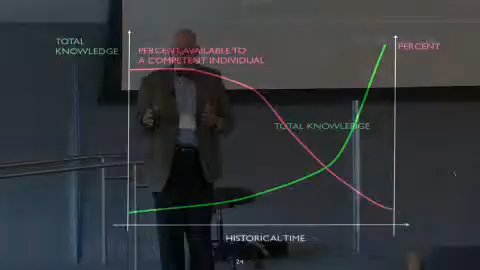 TOTAL
KNOWLEDGE
PERCENT AVAILABLE TO
A COMPETENT INDIVIDUAL
PERCENT
TOTAL KNOWLEDGE
HISTORICAL TIME
24